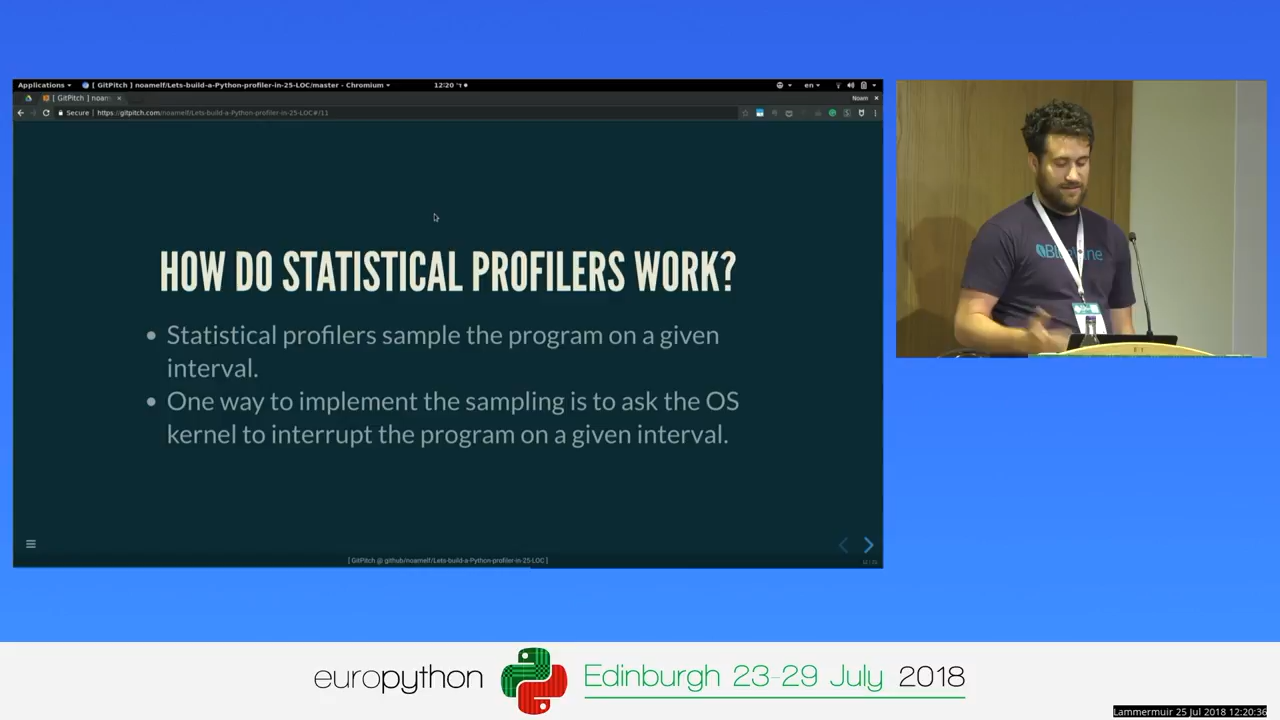 Applications
[ GitPitch ] noamelf/Lets-build-a-Python-profiler-in-25-LOC/master - Chromium
12:20
en
[ GitPitch ] noam
Noam
Secure
https://gitpitch.com/noamelf/Lets-build-a-Python-profiler-in-25-LOC#/11
HOW DO STATISTICAL PROFILERS WORK?
• Statistical profilers sample the program on a given
interval.
• One way to implement the sampling is to ask the OS
kernel to interrupt the program on a given interval.
[ GitPitch @ github/noamelf/Lets-build-a-Python-profiler-in-25-LOC ]
europython
Edinburgh 23-29 July 2018
Lammermuir 25 Jul 2018 12:20:36